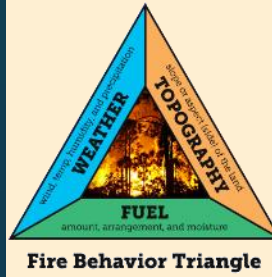 wind, temp, humidity, and precipitation
WEATHER
slope or aspect (side) of the land
TOPOGRAPHY
FUEL
amount, arrangement, and moisture
Fire Behavior Triangle